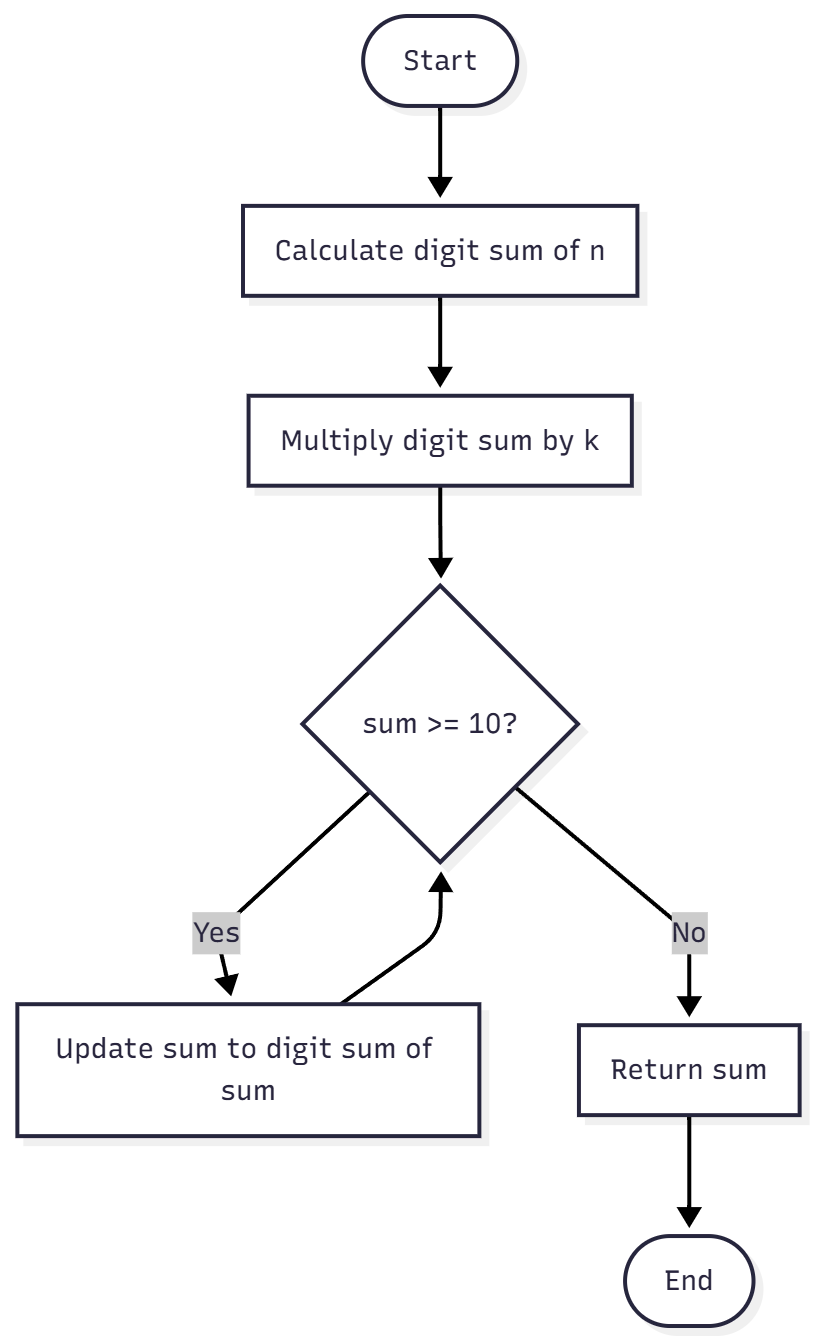 Start
Calculate digit sum of n
Multiply digit sum by k
sum >= 10?
Yes
No
Update sum to digit sum of
sum
Return sum
End